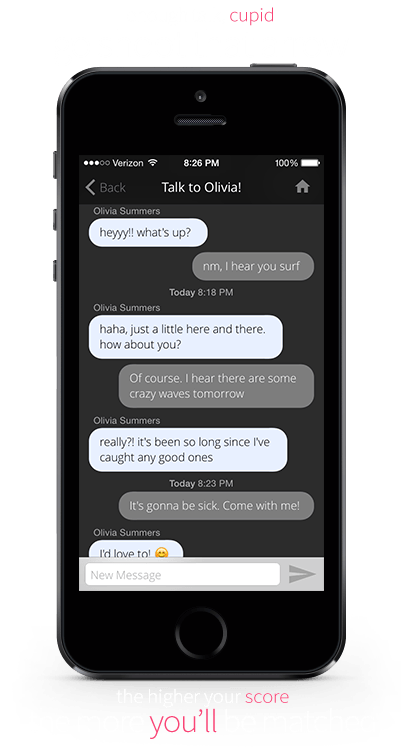 cupid
Verizon 8:26 PM 100%
Back Talk to Olivia!
Olivia Summers
heyyy!! what's up?
nm, I hear you surf
Today 8:18 PM
Olivia Summers
haha, just a little here and there.
how about you?
Of course. I hear there are some
crazy waves tomorrow
Olivia Summers
really?! it's been so long since I've
caught any good ones
Today 8:23 PM
It's gonna be sick. Come with me!
Olivia Summers
I'd love to! 😊
New Message
the higher your score
you'll be